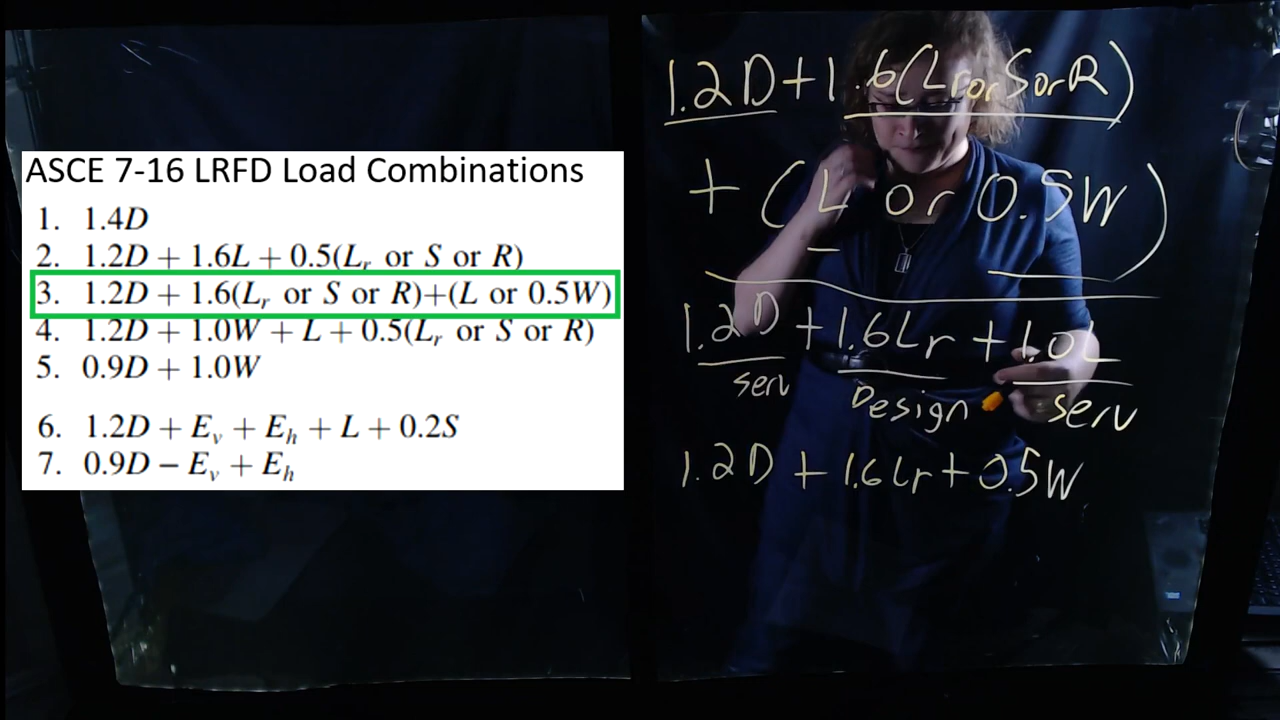 ASCE 7-16 LRFD Load Combinations
1. 1.4D
2. 1.2D + 1.6L + 0.5(Lr or S or R)
3. 1.2D + 1.6(Lr or S or R)+(L or 0.5W)
4. 1.2D + 1.0W + L + 0.5(Lr or S or R)
5. 0.9D + 1.0W
6. 1.2D + Ev + Eh + L + 0.2S
7. 0.9D − Ev + Eh
1.2D+1.6(Lr or S or R)
+ (L or 0.5W)
1.2D + 1.6Lr + 1.0L
serv Design serv
1.2D + 1.6Lr + 0.5W